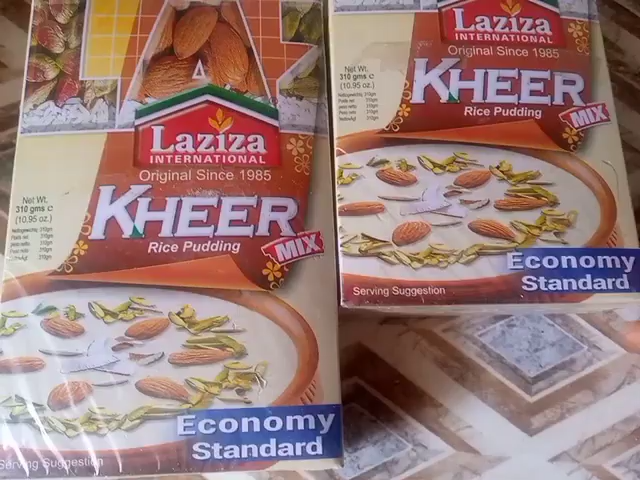 LAZ
Laziza
INTERNATIONAL
Original Since 1985
Net Wt.
310 gms e
(10.95 oz.)
KHEER
Rice Pudding
MIX
Economy
Standard
Serving Suggestion
Laziza
INTERNATIONAL
Original Since 1985
Net Wt.
310 gms e
(10.95 oz.)
KHEER
Rice Pudding
MIX
Economy
Standard
Serving Suggestion